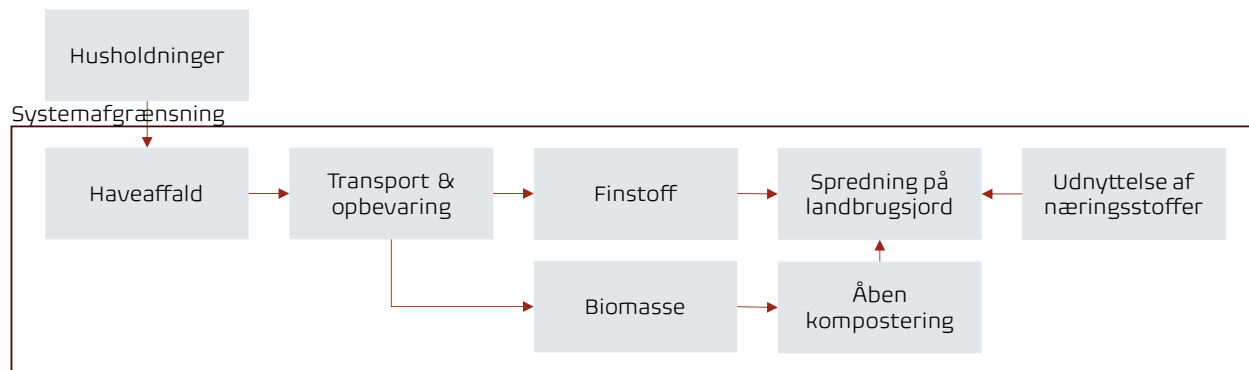 Husholdninger
Systemafgrænsning
Haveaffald
Transport &
opbevaring
Finstoff
Spredning på
landbrugsjord
Udnyttelse af
næringsstoffer
Biomasse
Åben
kompostering